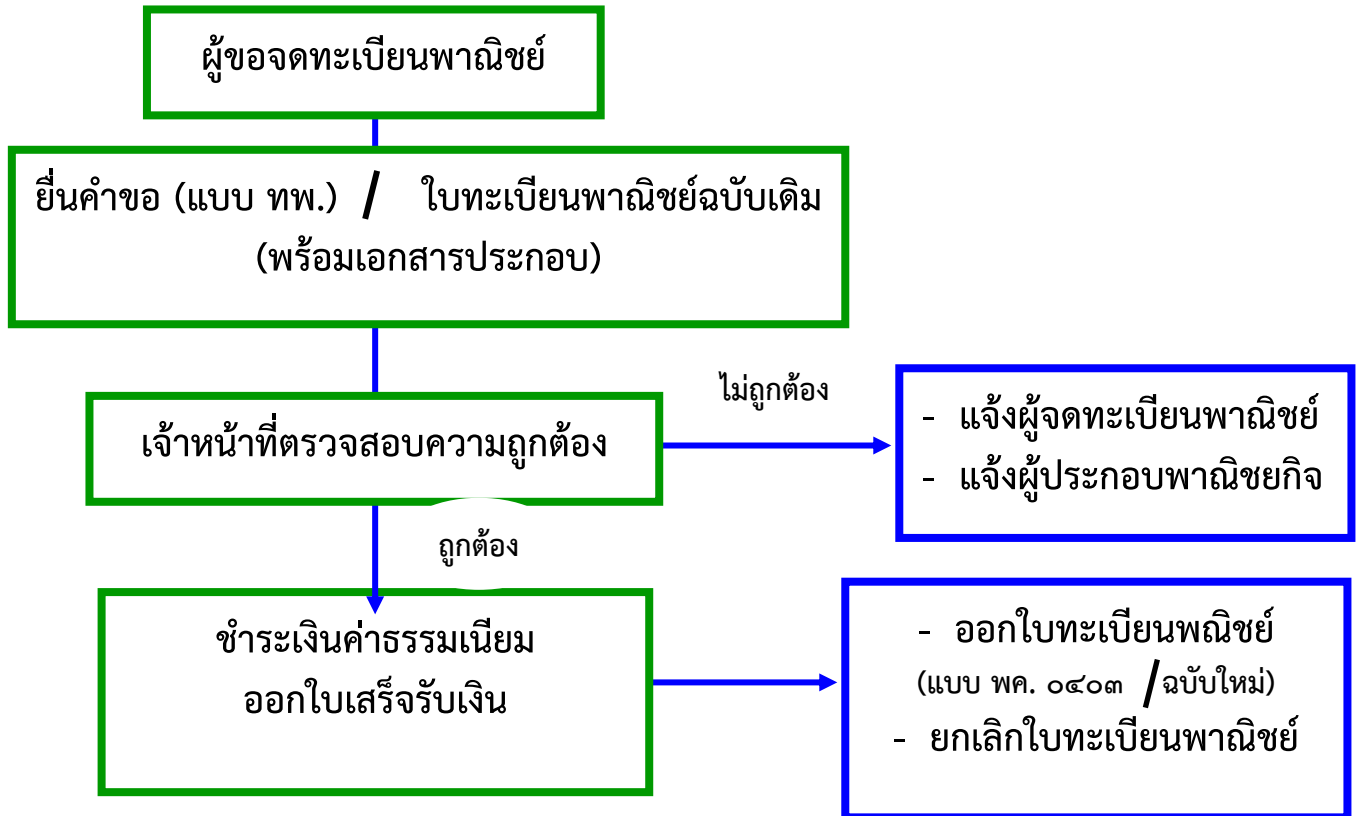 ผู้ขอจดทะเบียนพาณิชย์
ยื่นคำขอ (แบบ ทพ.) / ใบทะเบียนพาณิชย์ฉบับเดิม
(พร้อมเอกสารประกอบ)
ไม่ถูกต้อง
เจ้าหน้าที่ตรวจสอบความถูกต้อง
- แจ้งผู้จดทะเบียนพาณิชย์
- แจ้งผู้ประกอบพาณิชยกิจ
ถูกต้อง
ชำระเงินค่าธรรมเนียม
ออกใบเสร็จรับเงิน
- ออกใบทะเบียนพณิชย์
(แบบ พค. ๐๔๐๓ /ฉบับใหม่)
- ยกเลิกใบทะเบียนพาณิชย์